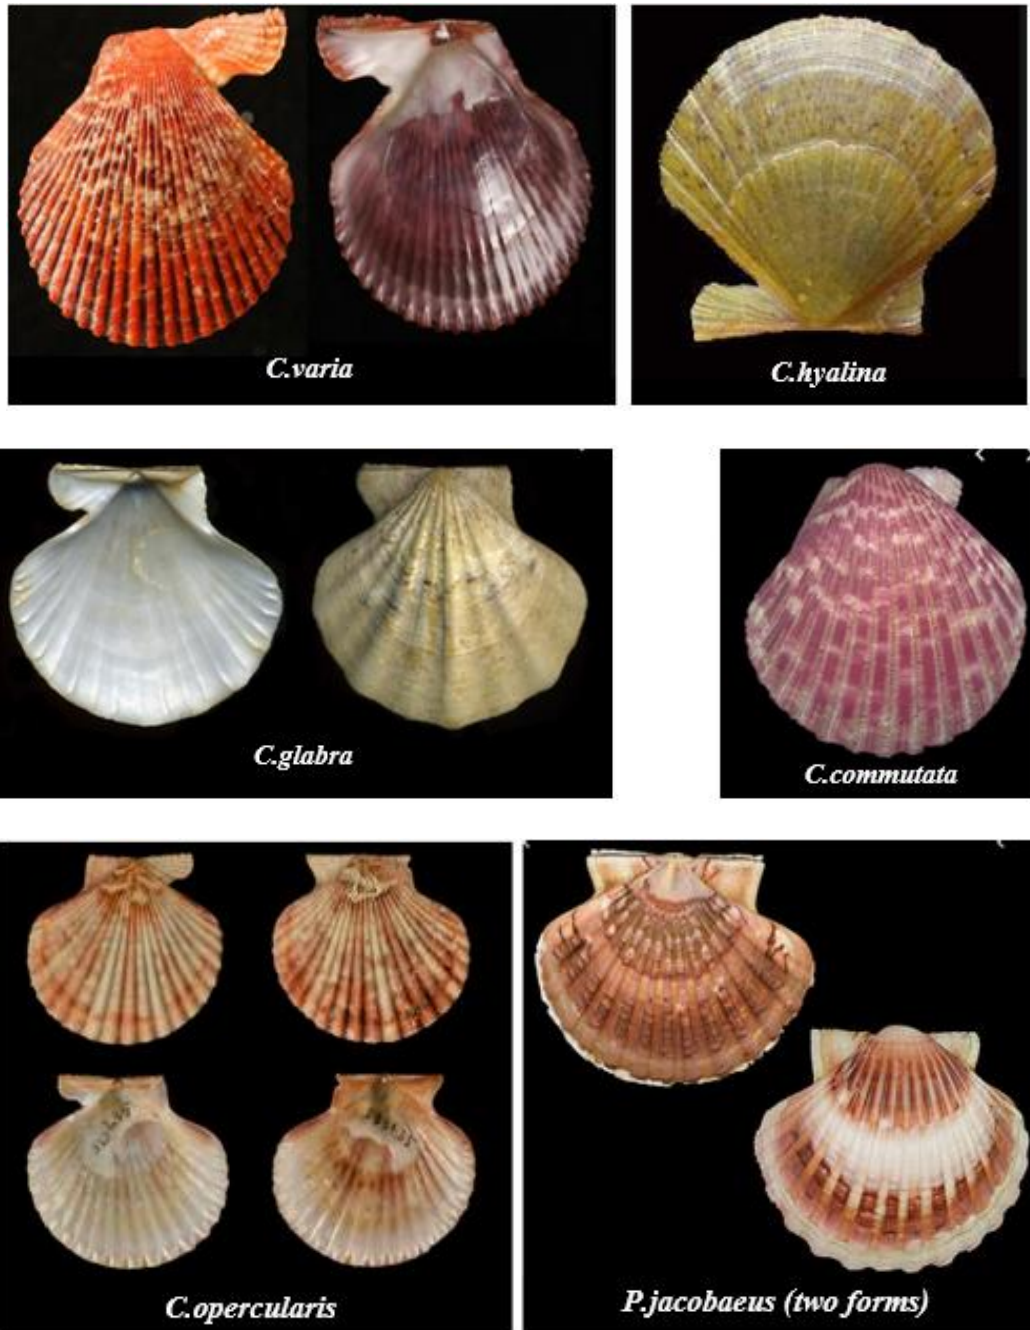 C.varia
C.hyalina
C.glabra
C.commutata
C.opercularis
P.jacobaeus (two forms)